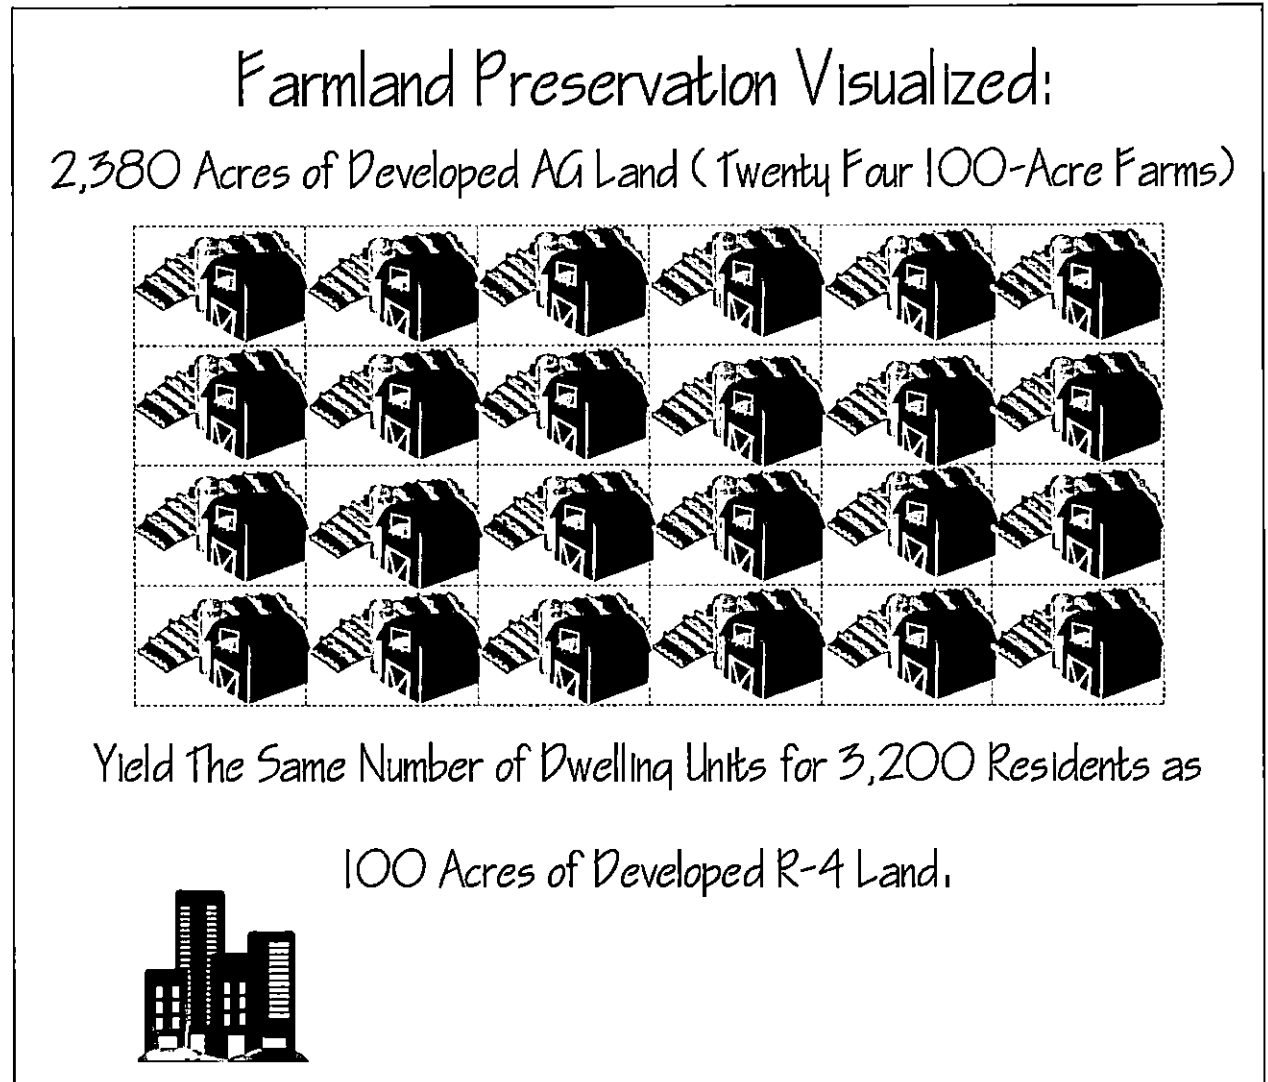 Farmland Preservation Visualized:
2,380 Acres of Developed AG Land (Twenty Four 100-Acre Farms)
Yield The Same Number of Dwelling Units for 3,200 Residents as
100 Acres of Developed R-4 Land.